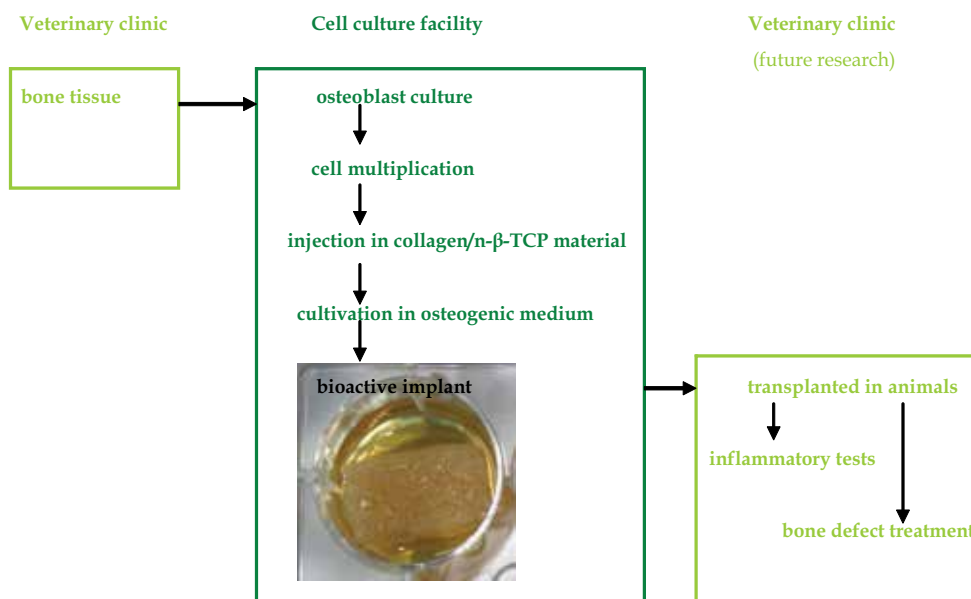 Veterinary clinic
bone tissue
Cell culture facility
osteoblast culture
cell multiplication
injection in collagen/n-β-TCP material
cultivation in osteogenic medium
bioactive implant
Veterinary clinic
(future research)
transplanted in animals
inflammatory tests
bone defect treatment